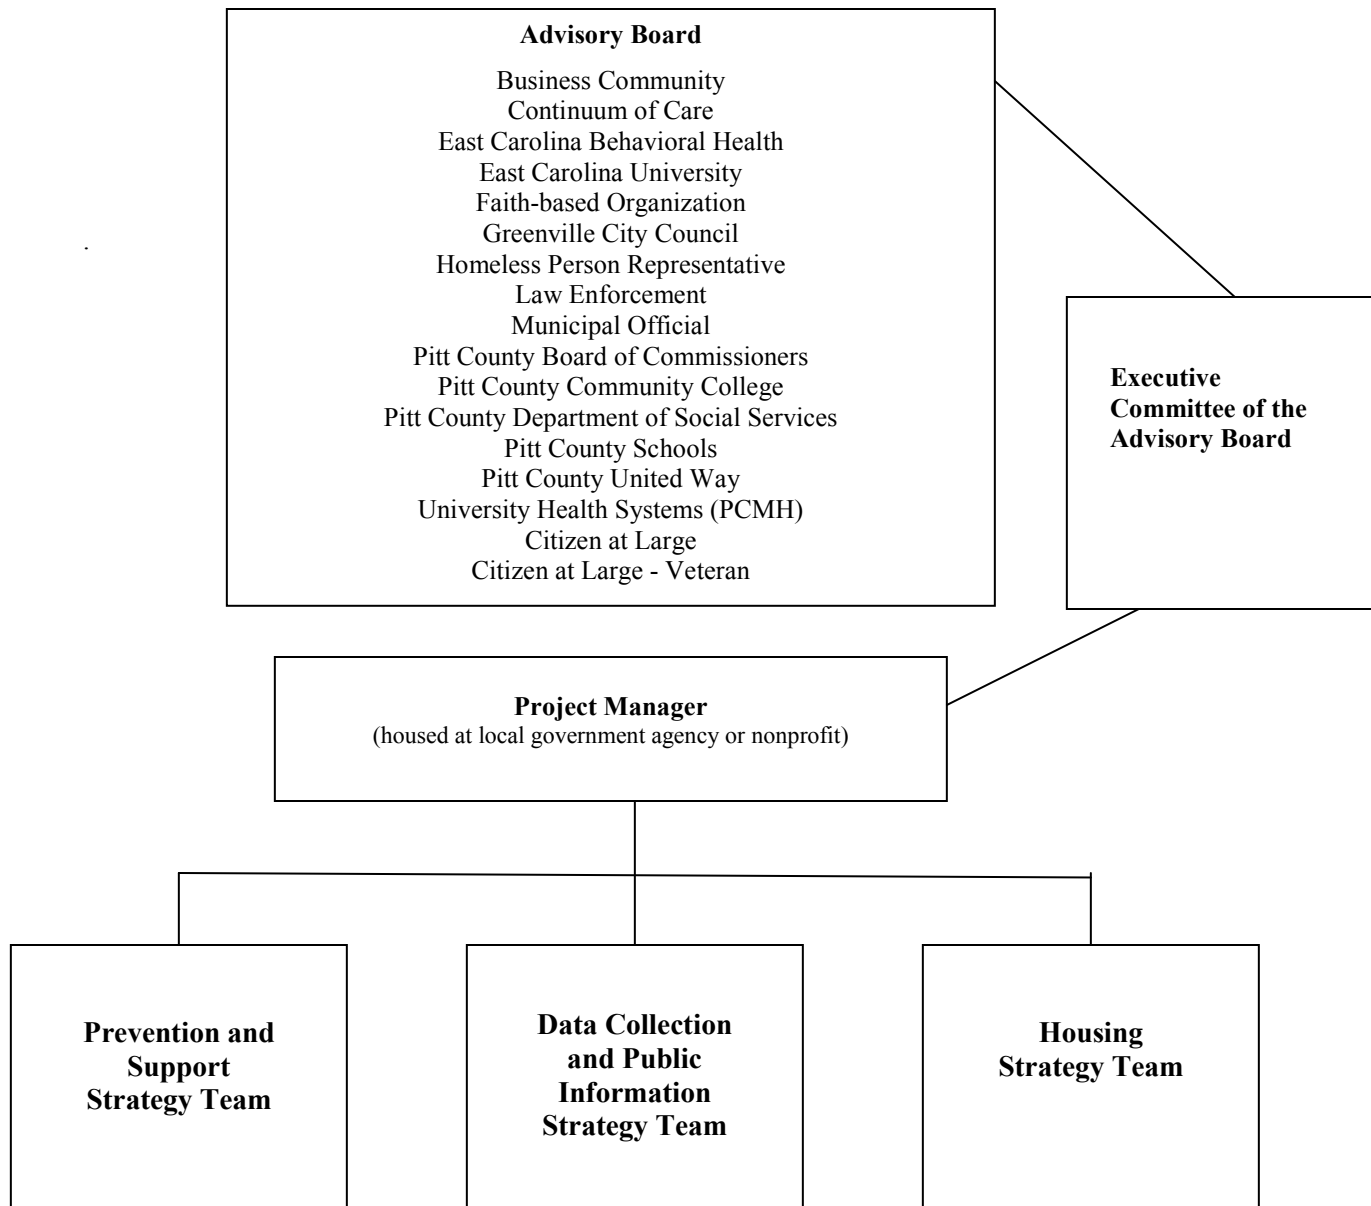 Advisory Board
Business Community
Continuum of Care
East Carolina Behavioral Health
East Carolina University
Faith-based Organization
Greenville City Council
Homeless Person Representative
Law Enforcement
Municipal Official
Pitt County Board of Commissioners
Pitt County Community College
Pitt County Department of Social Services
Pitt County Schools
Pitt County United Way
University Health Systems (PCMH)
Citizen at Large
Citizen at Large - Veteran
Executive
Committee of the
Advisory Board
Project Manager
(housed at local government agency or nonprofit)
Prevention and
Support
Strategy Team
Data Collection
and Public
Information
Strategy Team
Housing
Strategy Team